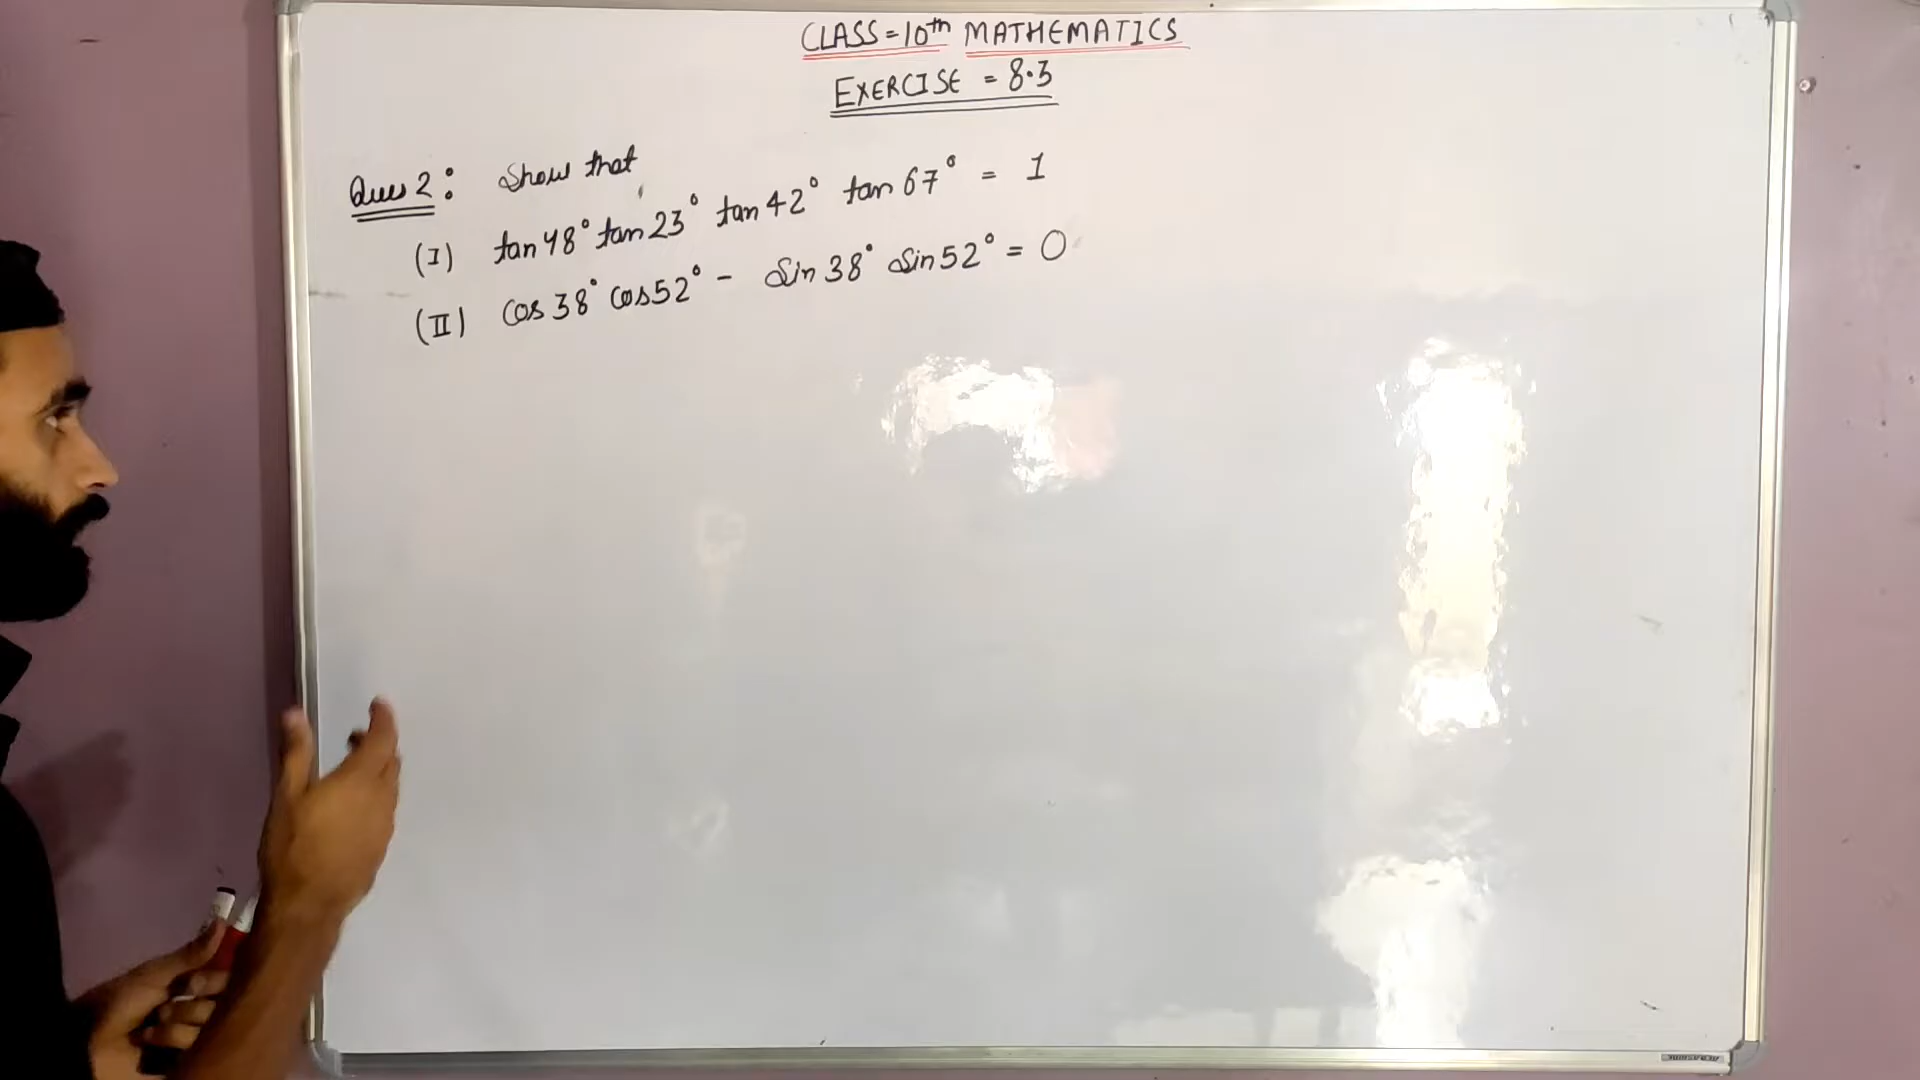 CLASS = 10th MATHEMATICS
EXERCISE = 8.3
Ques 2: Show that
(I) tan 48° tan 23° tan 42° tan 67° = 1
(II) cos 38° cos 52° - Sin 38° Sin 52° = 0